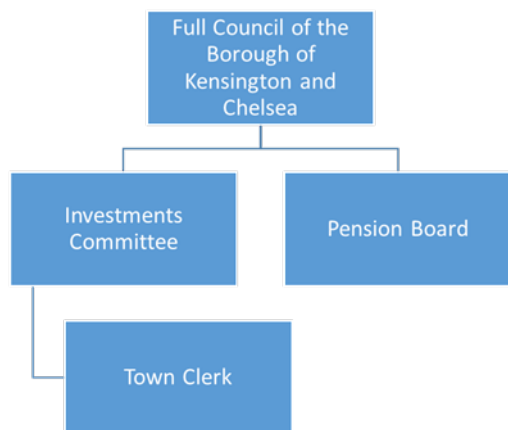 Full Council of the
Borough of
Kensington and
Chelsea
Investments
Committee
Pension Board
Town Clerk